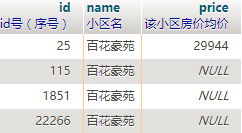 id name price
id号（序号） 小区名 该小区房价均价
25 百花豪苑 29944
115 百花豪苑 NULL
1851 百花豪苑 NULL
22266 百花豪苑 NULL